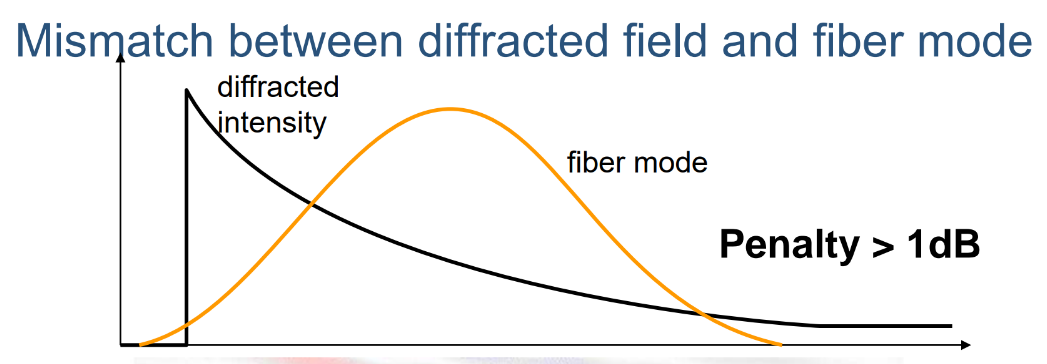 Mismatch between diffracted field and fiber mode
diffracted
intensity
fiber mode
Penalty > 1dB